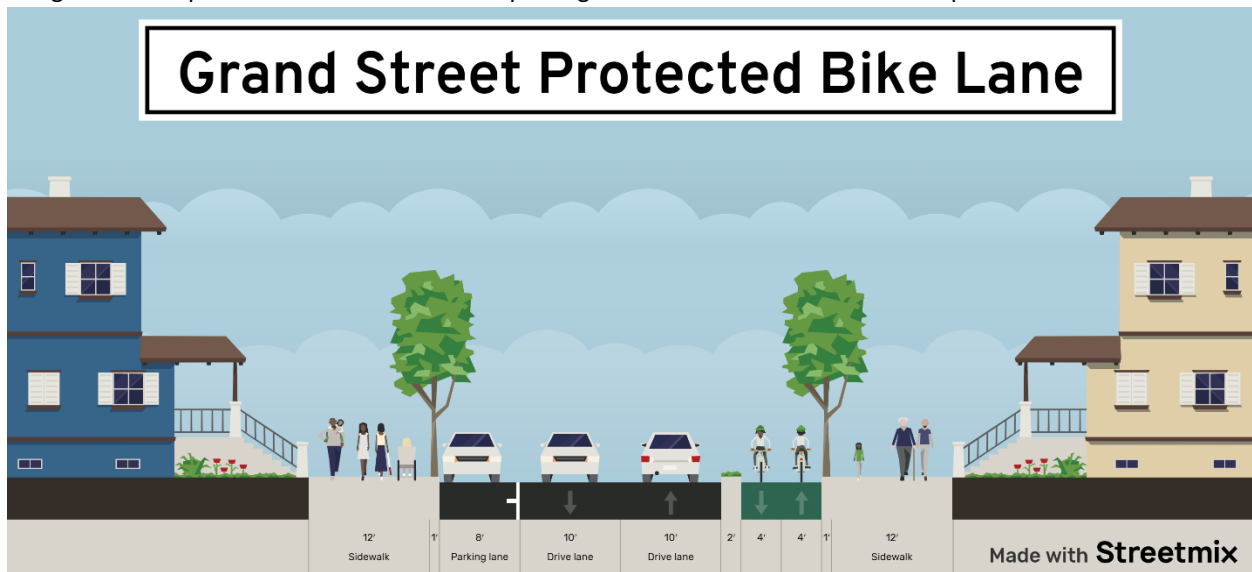 Grand Street Protected Bike Lane
12' 1' 8' 10' 10' 2' 4' 4' 1' 12'
Sidewalk Parking lane Drive lane Drive lane Sidewalk
Made with Streetmix